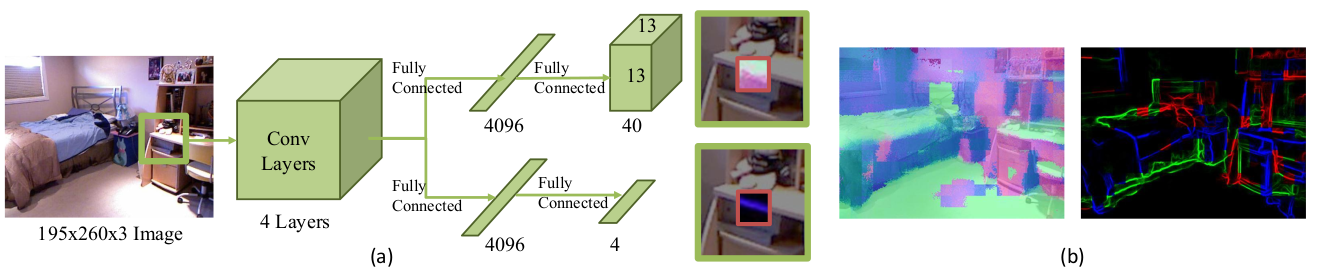 195x260x3 Image
Conv
Layers
4 Layers
Fully
Connected
4096
Fully
Connected
13
13
40
Fully
Connected
4096
Fully
Connected
4
(a)
(b)